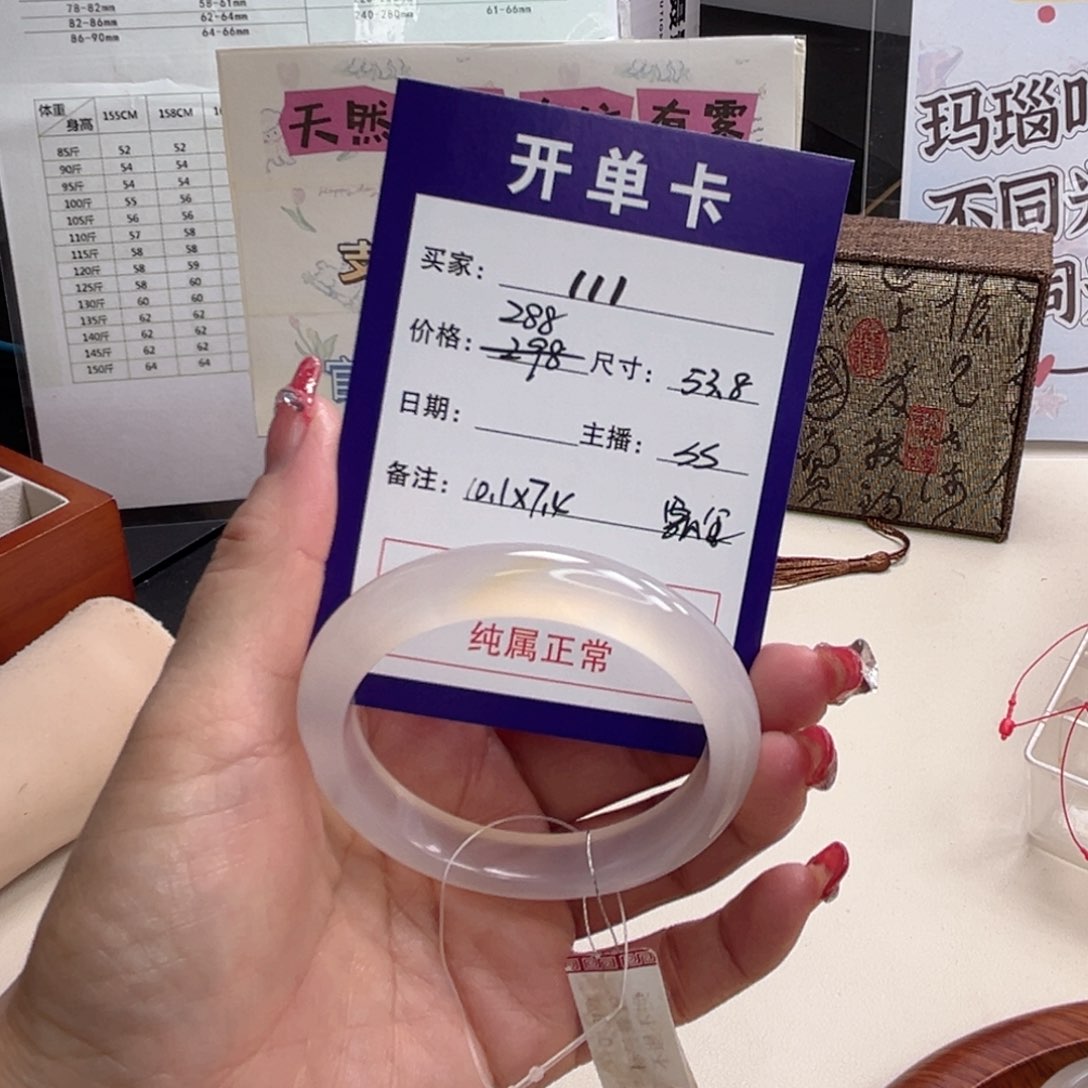 78-82mm 58-61mm
82-86mm 62-64mm 240-280mm 61-66mm
86-90mm 64-66mm
体重 身高 155CM 158CM
85斤 52 52
90斤 54 54
95斤 54 54
100斤 55 56
105斤 56 56
110斤 57 58
115斤 58 58
120斤 58 59
125斤 58 60
130斤 60 60
135斤 62 62
140斤 62 62
145斤 62 62
150斤 64 64
天然 有雾
玛瑙
不同
同
开单卡
买家: 111
288
价格: 298 尺寸: 53.8
日期: 主播: SS
备注: 10.1x7.4
纯属正常